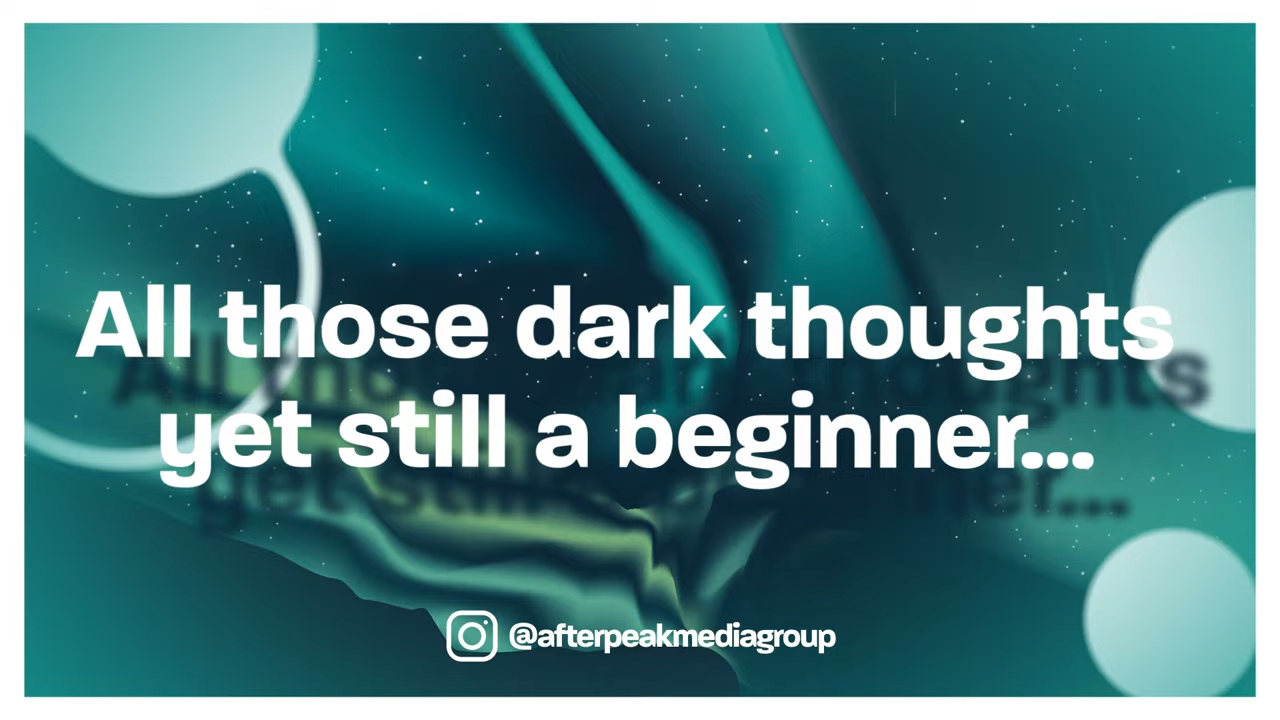 All those dark thoughts
yet still a beginner...
@afterpeakmediagroup